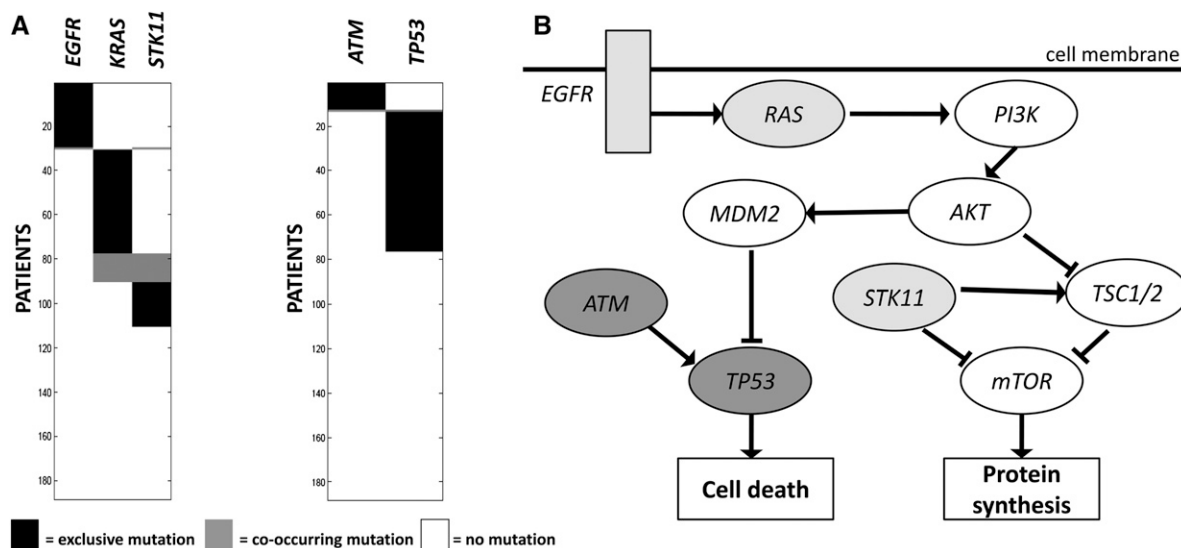 A
EGFR
KRAS
STK11
PATIENTS
20
40
60
80
100
120
140
160
180
ATM
TP53
PATIENTS
20
40
60
80
100
120
140
160
180
= exclusive mutation
= co-occurring mutation
= no mutation
B
cell membrane
EGFR
RAS
PI3K
MDM2
AKT
ATM
STK11
TSC1/2
TP53
mTOR
Cell death
Protein
synthesis